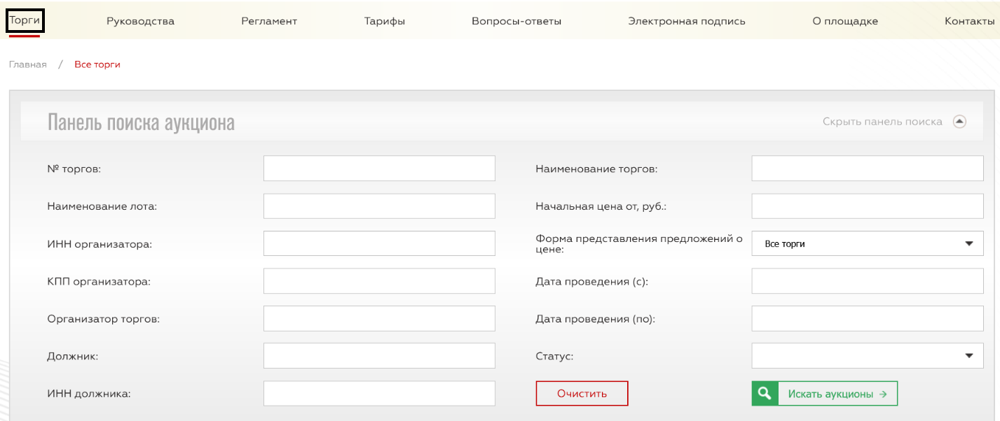 Торги Руководства Регламент Тарифы Вопросы-ответы Электронная подпись О площадке Контакты
Главная / Все торги
Панель поиска аукциона Скрыть панель поиска
№ торгов: Наименование торгов:
Наименование лота: Начальная цена от, руб.:
ИНН организатора: Форма представления предложений о
цене: Все торги
КПП организатора: Дата проведения (с):
Организатор торгов: Дата проведения (по):
Должник: Статус:
ИНН должника: Очистить Искать аукционы →